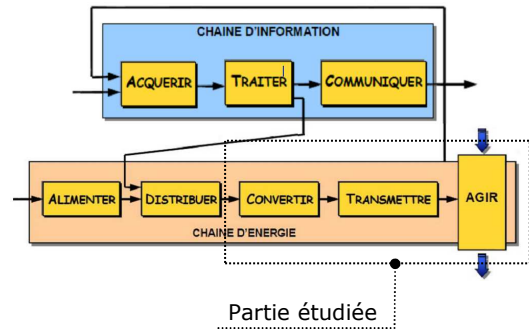 CHAINE D'INFORMATION
ACQUERIR
TRAITER
COMMUNIQUER
ALIMENTER
DISTRIBUER
CONVERTIR
TRANSMETTRE
AGIR
CHAINE D'ENERGIE
Partie étudiée